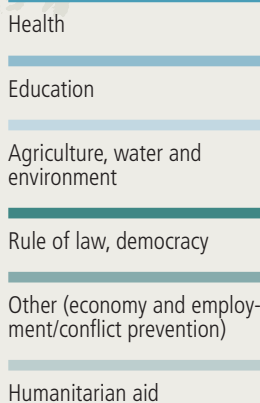 Health
Education
Agriculture, water and
environment
Rule of law, democracy
Other (economy and employ-
ment/conflict prevention)
Humanitarian aid